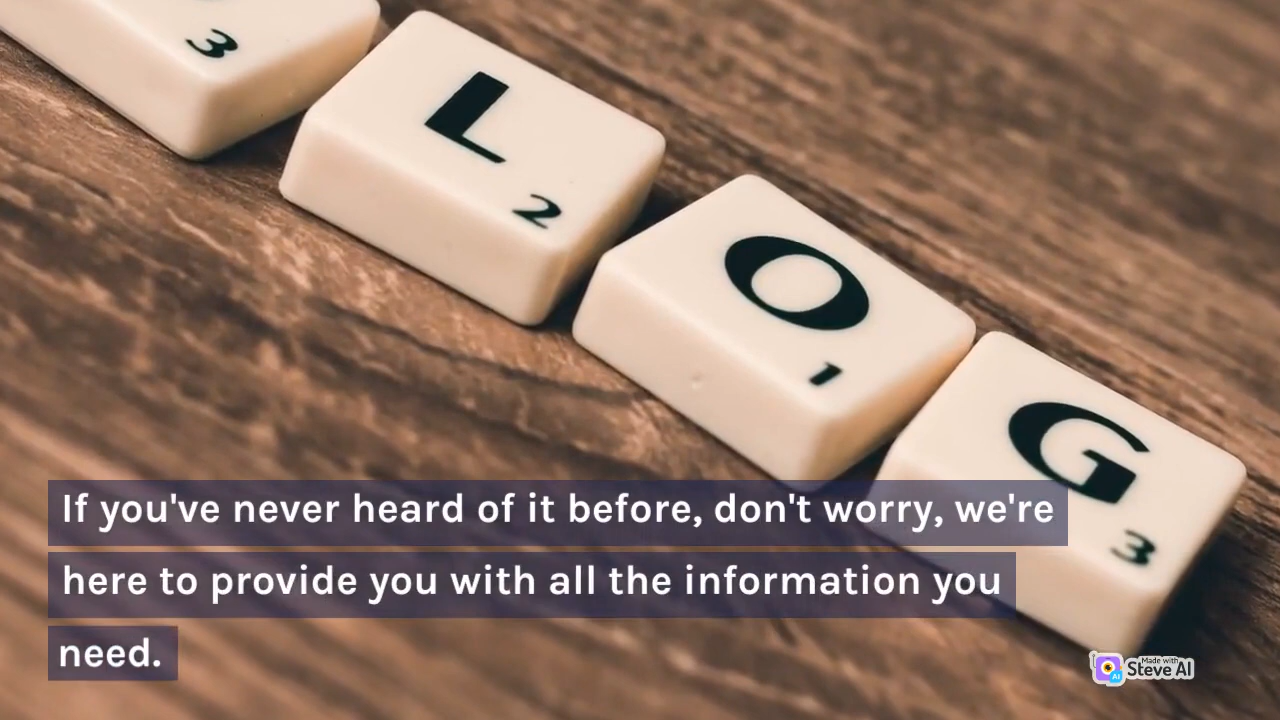 3
L
2
O
1
G
3
If you've never heard of it before, don't worry, we're
here to provide you with all the information you
need.
Made with
Steve AI
AI